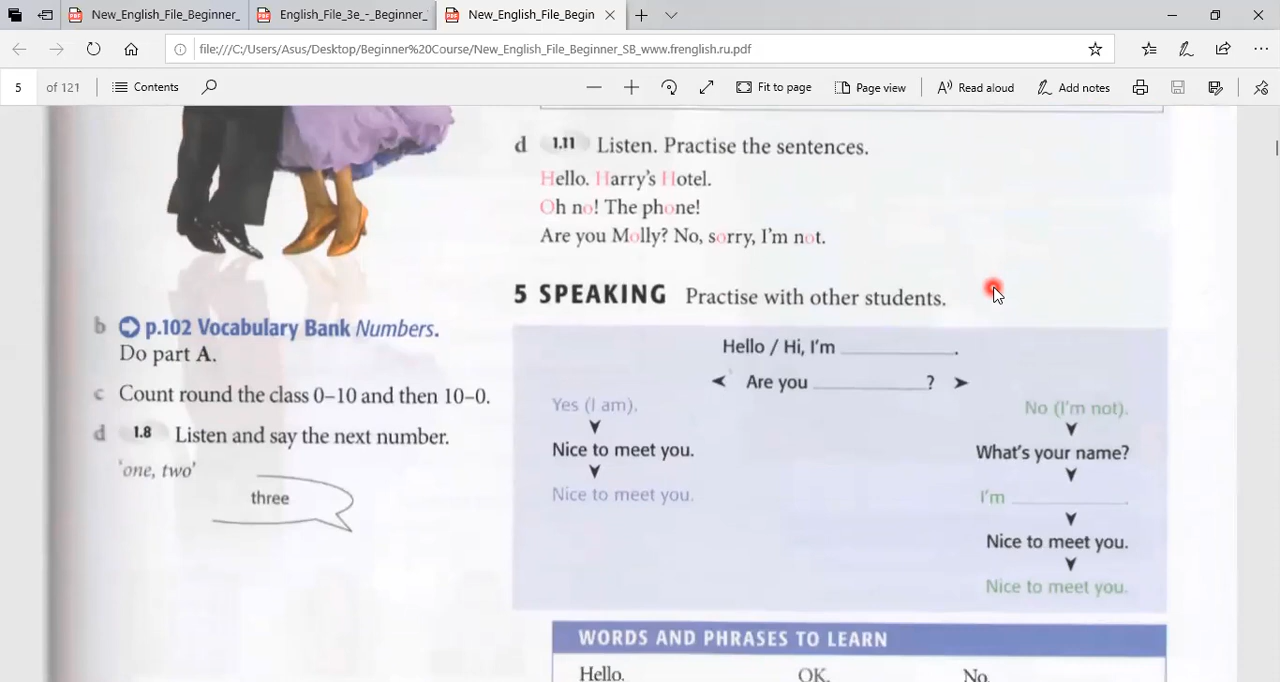 New_English_File_Beginner_
English_File_3e_-_Beginner_
New_English_File_Begin
file:///C:/Users/Asus/Desktop/Beginner%20Course/New_English_File_Beginner_SB_www.frenglish.ru.pdf
5 of 121
Contents
Fit to page
Page view
Read aloud
Add notes
b p.102 Vocabulary Bank Numbers.
Do part A.
c Count round the class 0–10 and then 10–0.
d 1.8 Listen and say the next number.
'one, two'
three
d 1.11 Listen. Practise the sentences.
Hello. Harry's Hotel.
Oh no! The phone!
Are you Molly? No, sorry, I'm not.
5 SPEAKING Practise with other students.
Hello / Hi, I'm ____________.
Are you ____________?
Yes (I am).
Nice to meet you.
Nice to meet you.
No (I'm not).
What's your name?
I'm ____________.
Nice to meet you.
Nice to meet you.
WORDS AND PHRASES TO LEARN
Hello. OK. No.